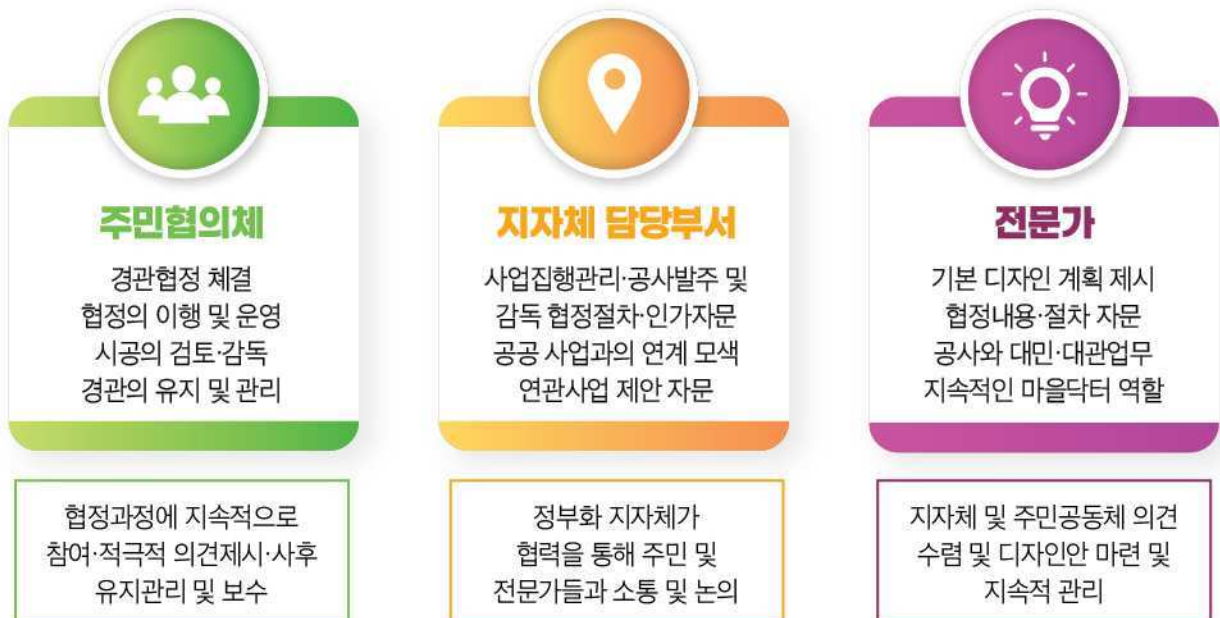 주민협의체
경관협정 체결
협정의 이행 및 운영
시공의 검토·감독
경관의 유지 및 관리
협정과정에 지속적으로
참여·적극적 의견제시·사후
유지관리 및 보수
지자체 담당부서
사업집행관리·공사발주 및
감독 협정절차·인가자문
공공 사업과의 연계 모색
연관사업 제안 자문
정부화 지자체가
협력을 통해 주민 및
전문가들과 소통 및 논의
전문가
기본 디자인 계획 제시
협정내용·절차 자문
공사와 대민·대관업무
지속적인 마을닥터 역할
지자체 및 주민공동체 의견
수렴 및 디자인안 마련 및
지속적 관리